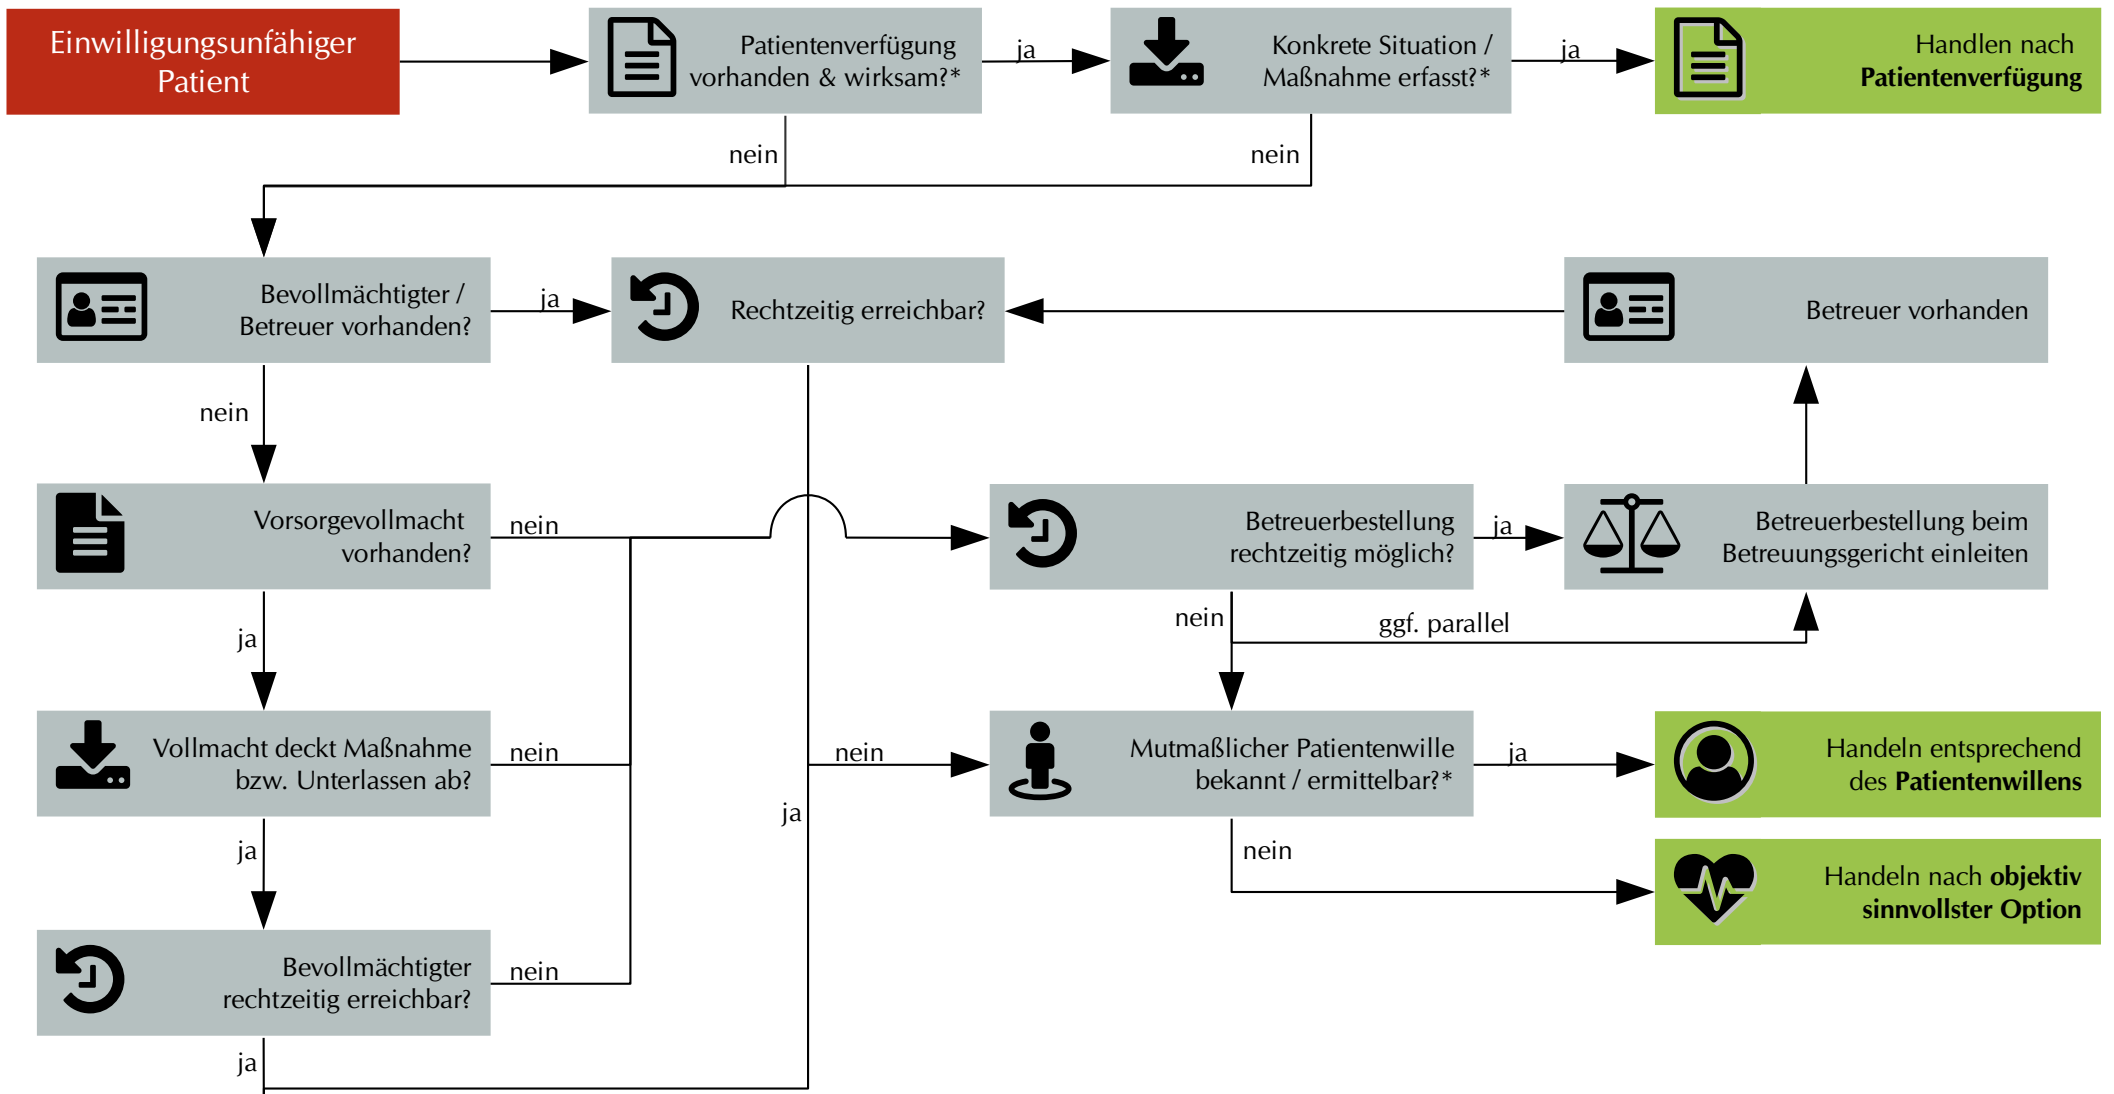 Einwilligungsunfähiger
Patient
Patientenverfügung
vorhanden & wirksam?*
ja
Konkrete Situation /
Maßnahme erfasst?*
ja
Handlen nach
Patientenverfügung
nein
nein
Bevollmächtigter /
Betreuer vorhanden?
ja
Rechtzeitig erreichbar?
Betreuer vorhanden
nein
Vorsorgevollmacht
vorhanden?
nein
Betreuerbestellung
rechtzeitig möglich?
ja
Betreuerbestellung beim
Betreuungsgericht einleiten
ja
nein
ggf. parallel
Vollmacht deckt Maßnahme
bzw. Unterlassen ab?
nein
nein
Mutmaßlicher Patientenwille
bekannt / ermittelbar?*
ja
Handeln entsprechend
des Patientenwillens
ja
ja
nein
Handeln nach objektiv
sinnvollster Option
Bevollmächtigter
rechtzeitig erreichbar?
nein
ja